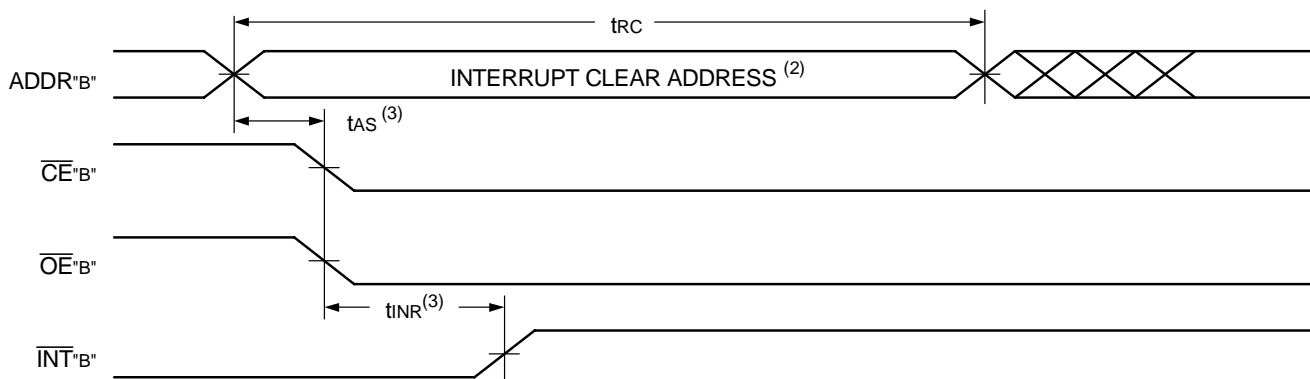 tRC
ADDR"B"
INTERRUPT CLEAR ADDRESS (2)
tAS(3)
CE"B"
OE"B"
tINR(3)
INT"B"